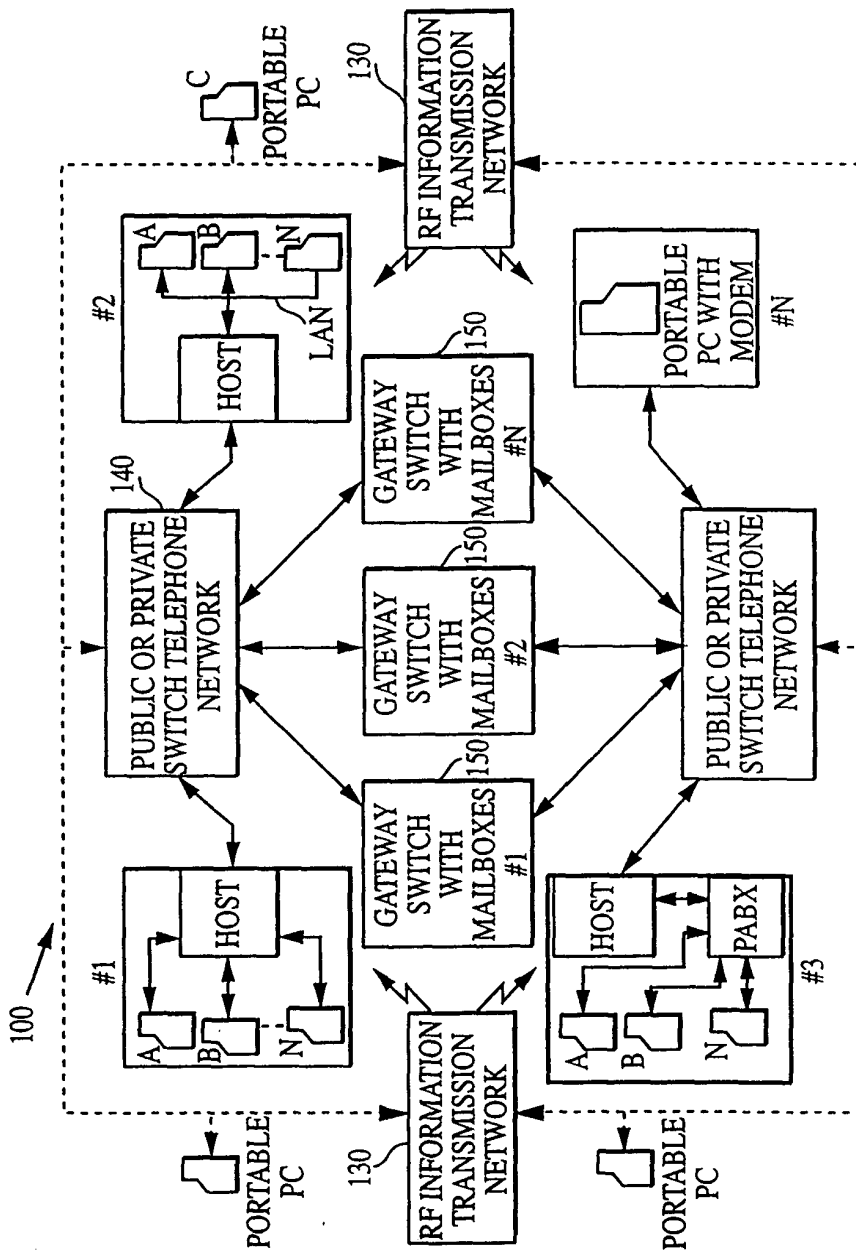 100
#1
A
B
N
HOST
PUBLIC OR PRIVATE
SWITCH TELEPHONE
NETWORK
140
#2
HOST
A
B
N
LAN
C
PORTABLE
PC
PORTABLE
PC
RF INFORMATION
TRANSMISSION
NETWORK
130
GATEWAY
SWITCH
WITH
MAILBOXES
#1
150
GATEWAY
SWITCH
WITH
MAILBOXES
#2
150
GATEWAY
SWITCH
WITH
MAILBOXES
#N
150
RF INFORMATION
TRANSMISSION
NETWORK
130
PORTABLE
PC
A
B
N
HOST
PABX
#3
PUBLIC OR PRIVATE
SWITCH TELEPHONE
NETWORK
PORTABLE
PC WITH
MODEM
#N